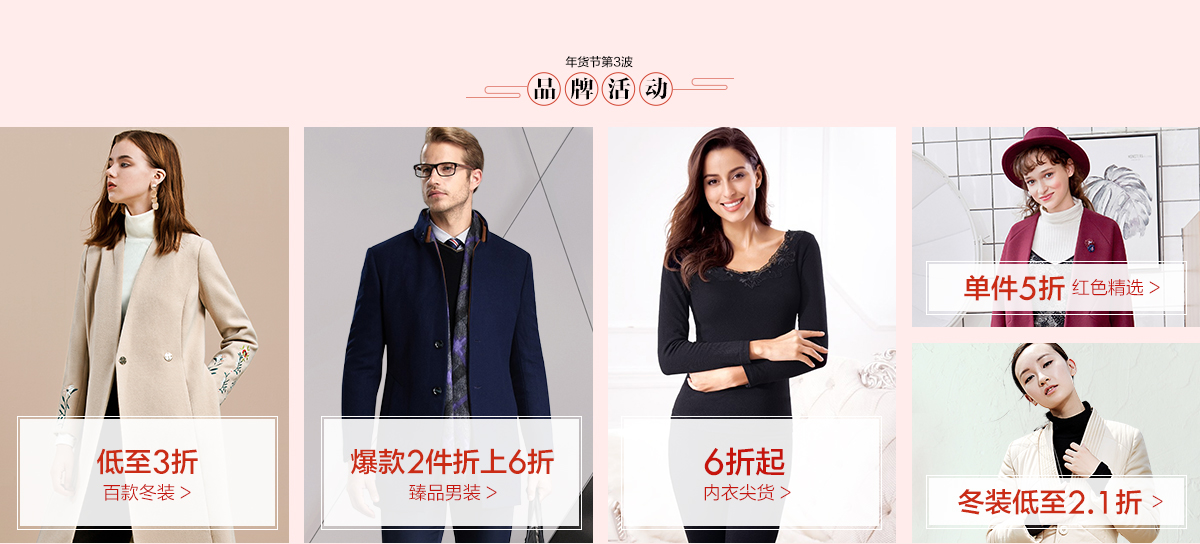 年货节第3波
品牌活动
低至3折
百款冬装 >
爆款2件折上6折
臻品男装 >
6折起
内衣尖货 >
单件5折 红色精选 >
冬装低至2.1折 >